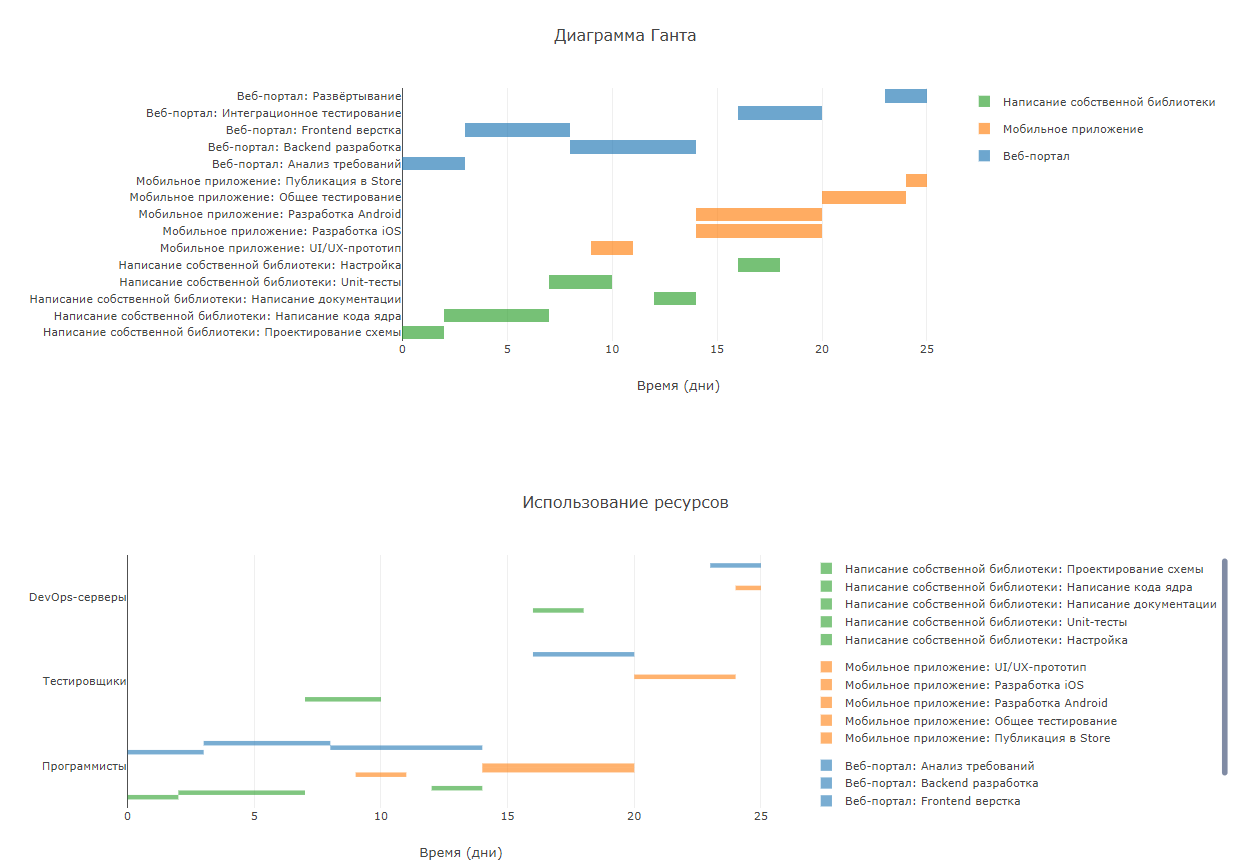 Диаграмма Ганта
Веб-портал: Развёртывание
Веб-портал: Интеграционное тестирование
Веб-портал: Frontend верстка
Веб-портал: Backend разработка
Веб-портал: Анализ требований
Мобильное приложение: Публикация в Store
Мобильное приложение: Общее тестирование
Мобильное приложение: Разработка Android
Мобильное приложение: Разработка iOS
Мобильное приложение: UI/UX-прототип
Написание собственной библиотеки: Настройка
Написание собственной библиотеки: Unit-тесты
Написание собственной библиотеки: Написание документации
Написание собственной библиотеки: Написание кода ядра
Написание собственной библиотеки: Проектирование схемы
0 5 10 15 20 25
Время (дни)
Написание собственной библиотеки
Мобильное приложение
Веб-портал
Использование ресурсов
DevOps-серверы
Тестировщики
Программисты
0 5 10 15 20 25
Время (дни)
Написание собственной библиотеки: Проектирование схемы
Написание собственной библиотеки: Написание кода ядра
Написание собственной библиотеки: Написание документации
Написание собственной библиотеки: Unit-тесты
Написание собственной библиотеки: Настройка
Мобильное приложение: UI/UX-прототип
Мобильное приложение: Разработка iOS
Мобильное приложение: Разработка Android
Мобильное приложение: Общее тестирование
Мобильное приложение: Публикация в Store
Веб-портал: Анализ требований
Веб-портал: Backend разработка
Веб-портал: Frontend верстка